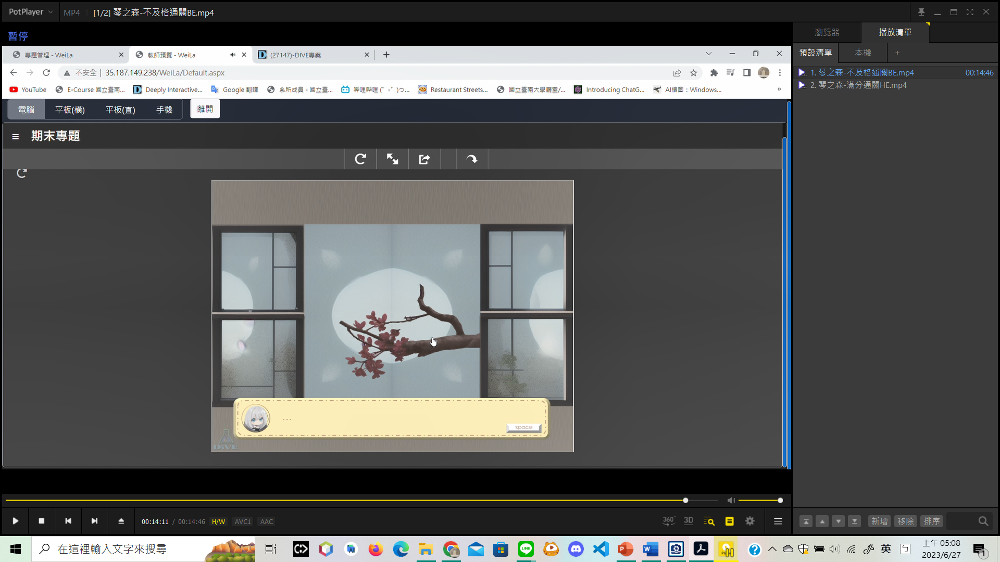 PotPlayer
MP4
[1/2] 琴之森-不及格通關BE.mp4
暫停
瀏覽器
播放清單
預設清單
本機
+
1. 琴之森-不及格通關BE.mp4
00:14:46
2. 琴之森-滿分通關HE.mp4
專題管理 - WeiLa
教師預覽 - WeiLa
(27147)-DIVE專案
不安全
35.187.149.238/WeiLa/Default.aspx
YouTube
E-Course 國立臺南...
Deeply Interactive...
Google 翻譯
系所成員 - 國立臺...
嗶哩嗶哩 (゜-゜)つ...
Restaurant Streets...
國立臺南大學廳室/...
Introducing ChatG...
AI繪圖：Windows...
»
電腦
平板(橫)
平板(直)
手機
離開
期末專題
...
space
DIVE
00:14:11 / 00:14:46
H/W
AVC1
AAC
360°
3D
新增
移除
排序
在這裡輸入文字來搜尋
LINE
英
ㄅ
上午 05:08
2023/6/27
1